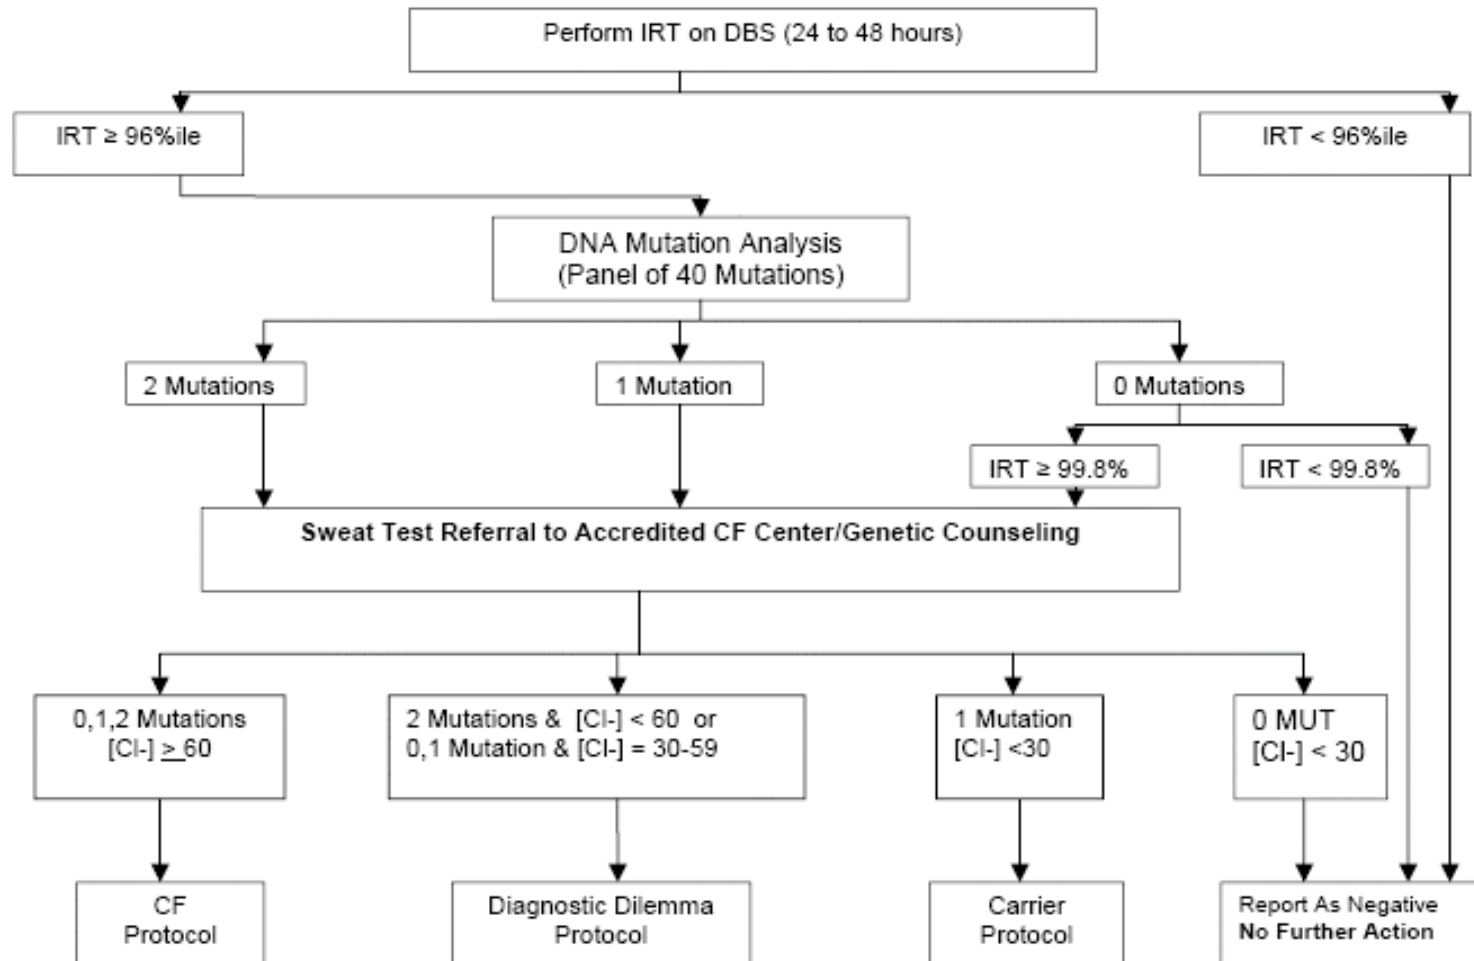 Perform IRT on DBS (24 to 48 hours)
IRT ≥ 96%ile
IRT < 96%ile
DNA Mutation Analysis
(Panel of 40 Mutations)
2 Mutations
1 Mutation
0 Mutations
IRT ≥ 99.8%
IRT < 99.8%
Sweat Test Referral to Accredited CF Center/Genetic Counseling
0,1,2 Mutations
[Cl-] ≥ 60
2 Mutations & [Cl-] < 60 or
0,1 Mutation & [Cl-] = 30-59
1 Mutation
[Cl-] <30
0 MUT
[Cl-] < 30
CF
Protocol
Diagnostic Dilemma
Protocol
Carrier
Protocol
Report As Negative
No Further Action